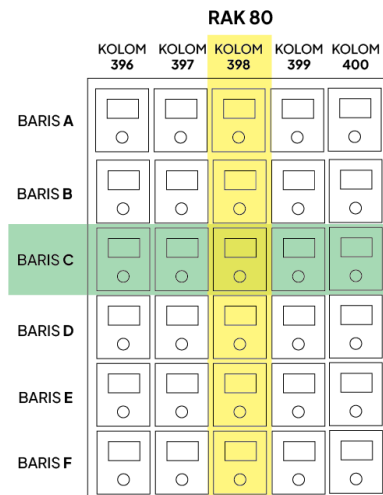 RAK 80
KOLOM 396
KOLOM 397
KOLOM 398
KOLOM 399
KOLOM 400
BARIS A
BARIS B
BARIS C
BARIS D
BARIS E
BARIS F